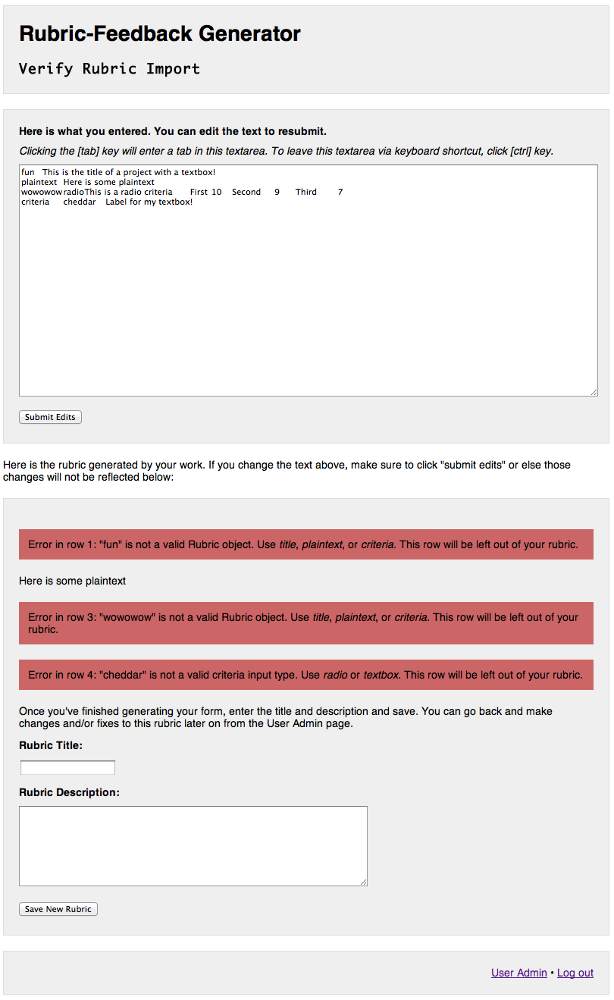 Rubric-Feedback Generator
Verify Rubric Import
Here is what you entered. You can edit the text to resubmit.
Clicking the [tab] key will enter a tab in this textarea. To leave this textarea via keyboard shortcut, click [ctrl] key.
fun	This is the title of a project with a textbox!
plaintext	Here is some plaintext
wowowow	radio	This is a radio criteria	First	10	Second	9	Third	7
criteria	cheddar	Label for my textbox!
Submit Edits
Here is the rubric generated by your work. If you change the text above, make sure to click "submit edits" or else those
changes will not be reflected below:
Error in row 1: "fun" is not a valid Rubric object. Use title, plaintext, or criteria. This row will be left out of your rubric.
Here is some plaintext
Error in row 3: "wowowow" is not a valid Rubric object. Use title, plaintext, or criteria. This row will be left out of your
rubric.
Error in row 4: "cheddar" is not a valid criteria input type. Use radio or textbox. This row will be left out of your rubric.
Once you've finished generating your form, enter the title and description and save. You can go back and make
changes and/or fixes to this rubric later on from the User Admin page.
Rubric Title:
Rubric Description:
Save New Rubric
User Admin • Log out